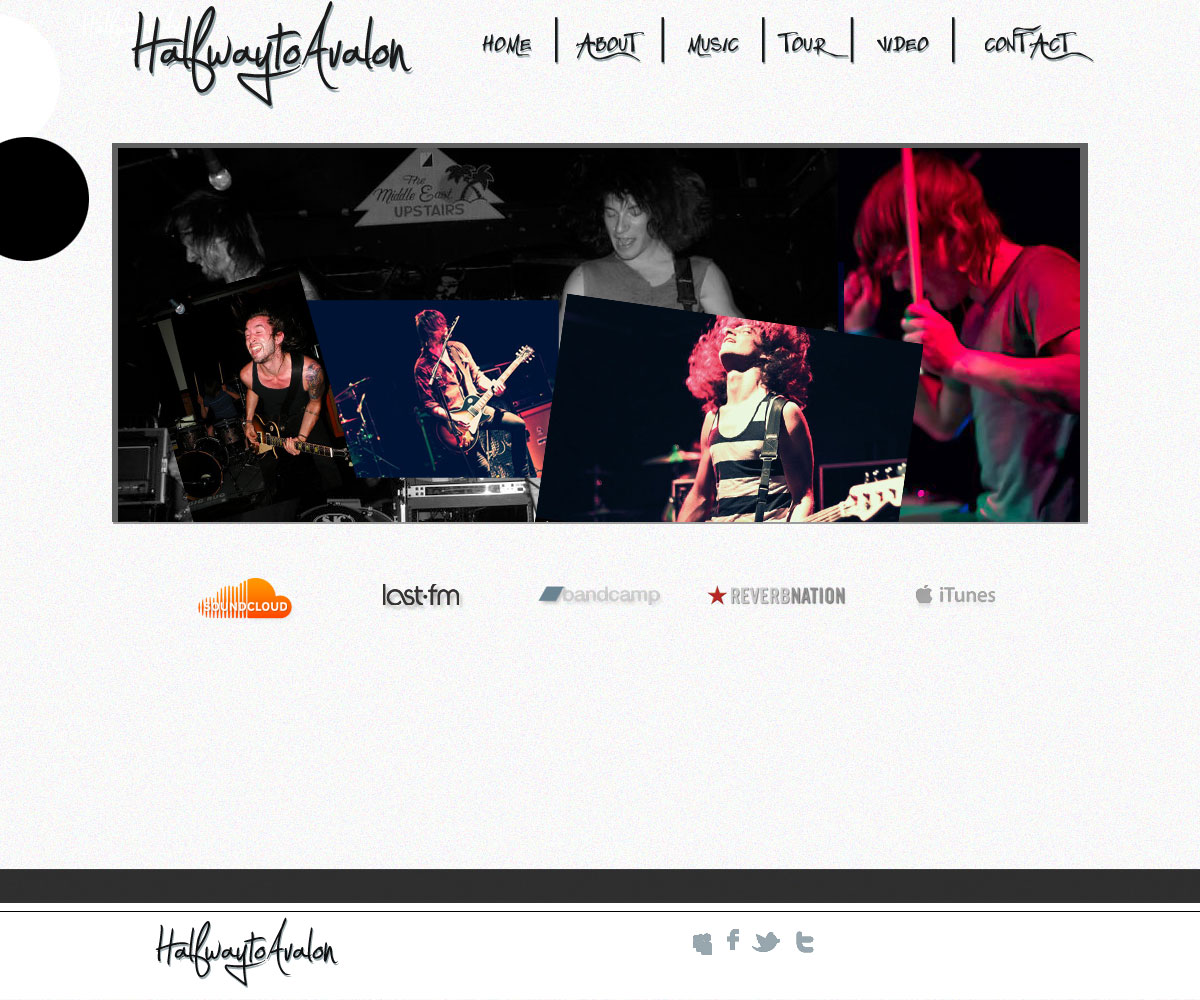 HalfwaytoAvalon
HOME
ABOUT
MUSIC
TOUR
VIDEO
CONTACT
The
Middle East
UPSTAIRS
SOUNDCLOUD
last·fm
bandcamp
REVERBNATION
iTunes
HalfwaytoAvalon